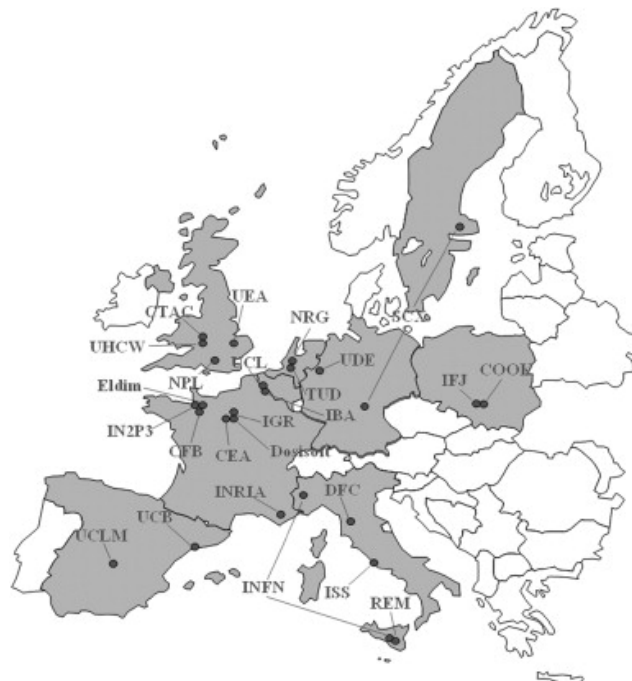 CTAC
UEA
UHCW
NRG
SCX
UCL
UDE
Eldim
NPL
TUD
IFJ
COOK
IBA
IN2P3
IGR
CFB
CEA
Dosisoft
INRIA
DFC
UCB
UCLM
INFN
ISS
REM